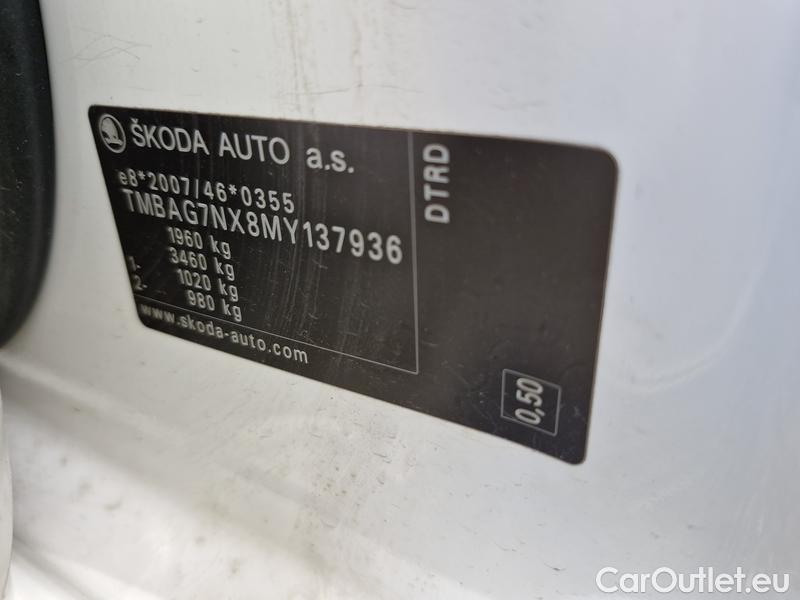 ŠKODA AUTO a.s.
e8*2007/46*0355
TMBAG7NX8MY137936
1960 kg
3460 kg
1- 1020 kg
2- 980 kg
www.skoda-auto.com
DTRD
0,50
CarOutlet.eu